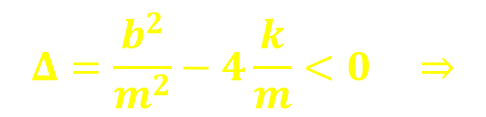 Δ = b²/m² − 4 k/m < 0 ⇒